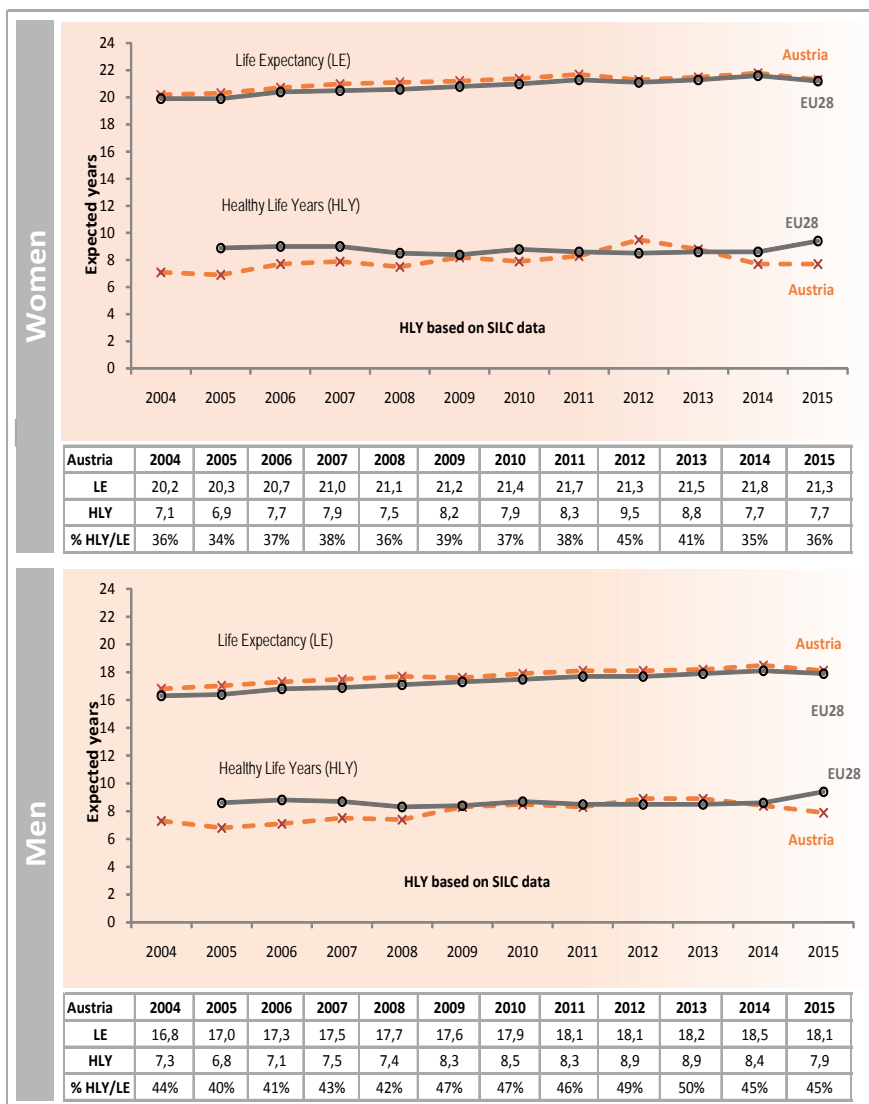 Women
24
22
20
18
16
14
12
10
8
6
4
2
0
Expected years
Life Expectancy (LE)
Austria
EU28
Healthy Life Years (HLY)
EU28
Austria
HLY based on SILC data
2004 2005 2006 2007 2008 2009 2010 2011 2012 2013 2014 2015
Austria 2004 2005 2006 2007 2008 2009 2010 2011 2012 2013 2014 2015
LE 20,2 20,3 20,7 21,0 21,1 21,2 21,4 21,7 21,3 21,5 21,8 21,3
HLY 7,1 6,9 7,7 7,9 7,5 8,2 7,9 8,3 9,5 8,8 7,7 7,7
% HLY/LE 36% 34% 37% 38% 36% 39% 37% 38% 45% 41% 35% 36%
Men
24
22
20
18
16
14
12
10
8
6
4
2
0
Expected years
Life Expectancy (LE)
Austria
EU28
Healthy Life Years (HLY)
EU28
Austria
HLY based on SILC data
2004 2005 2006 2007 2008 2009 2010 2011 2012 2013 2014 2015
Austria 2004 2005 2006 2007 2008 2009 2010 2011 2012 2013 2014 2015
LE 16,8 17,0 17,3 17,5 17,7 17,6 17,9 18,1 18,1 18,2 18,5 18,1
HLY 7,3 6,8 7,1 7,5 7,4 8,3 8,5 8,3 8,9 8,9 8,4 7,9
% HLY/LE 44% 40% 41% 43% 42% 47% 47% 46% 49% 50% 45% 45%